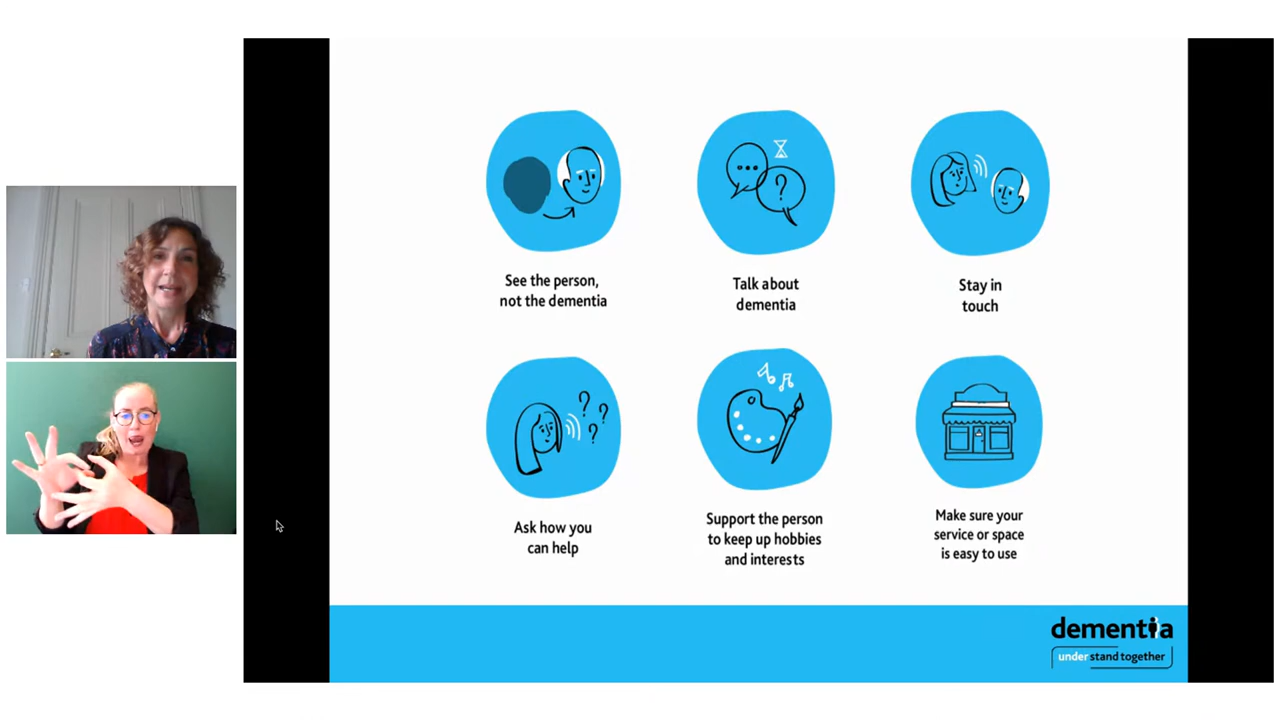 See the person,
not the dementia
Talk about
dementia
Stay in
touch
Ask how you
can help
Support the person
to keep up hobbies
and interests
Make sure your
service or space
is easy to use
dementia
understand together